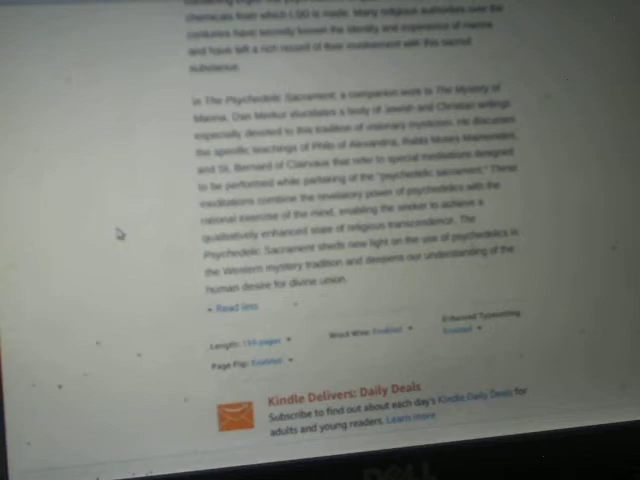 chemicals from which LSD is made. Many religious authorities over the
centuries have secretly known the identity and experience of manna
and have left a rich record of their involvement with this sacred
substance.
In The Psychedelic Sacrament, a companion work to The Mystery of
Manna, Dan Merkur elucidates a body of Jewish and Christian writings
especially devoted to this tradition of visionary mysticism. He discusses
the specific teachings of Philo of Alexandria, Rabbi Moses Maimonides,
and St. Bernard of Clairvaux that refer to special meditations designed
to be performed while partaking of the "psychedelic sacrament." These
meditations combine the revelatory power of psychedelics with the
rational exercise of the mind, enabling the seeker to achieve a
qualitatively enhanced state of religious transcendence. The
Psychedelic Sacrament sheds new light on the use of psychedelics in
the Western mystery tradition and deepens our understanding of the
human desire for divine union.
Read less
Length: pages Word Wise: Enabled Enhanced Typesetting: Enabled
Page Flip: Enabled
Kindle Delivers: Daily Deals
Subscribe to find out about each day's Kindle Daily Deals for
adults and young readers. Learn more
DELL